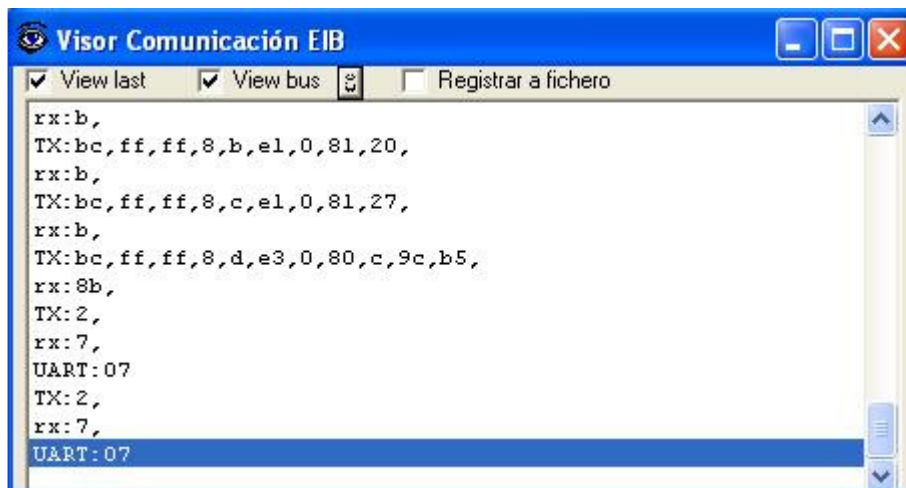 Visor Comunicación EIB
View last View bus Registrar a fichero
rx:b,
TX:bc,ff,ff,8,b,e1,0,81,20,
rx:b,
TX:bc,ff,ff,8,c,e1,0,81,27,
rx:b,
TX:bc,ff,ff,8,d,e3,0,80,c,9c,b5,
rx:8b,
TX:2,
rx:7,
UART:07
TX:2,
rx:7,
UART:07